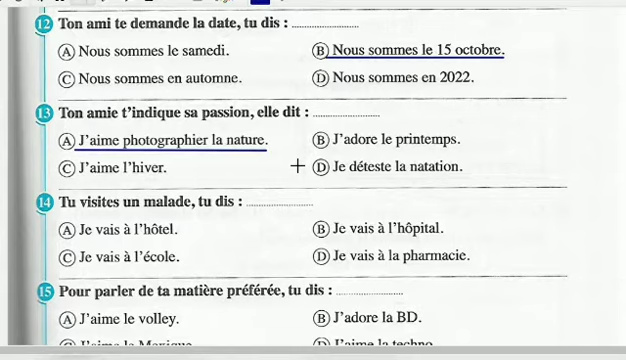 12 Ton ami te demande la date, tu dis : ....................
A Nous sommes le samedi. B Nous sommes le 15 octobre.
C Nous sommes en automne. D Nous sommes en 2022.
13 Ton amie t'indique sa passion, elle dit : ....................
A J'aime photographier la nature. B J'adore le printemps.
C J'aime l'hiver. D Je déteste la natation.
14 Tu visites un malade, tu dis : ....................
A Je vais à l'hôtel. B Je vais à l'hôpital.
C Je vais à l'école. D Je vais à la pharmacie.
15 Pour parler de ta matière préférée, tu dis : ....................
A J'aime le volley. B J'adore la BD.
J'aime D J'aime la techno